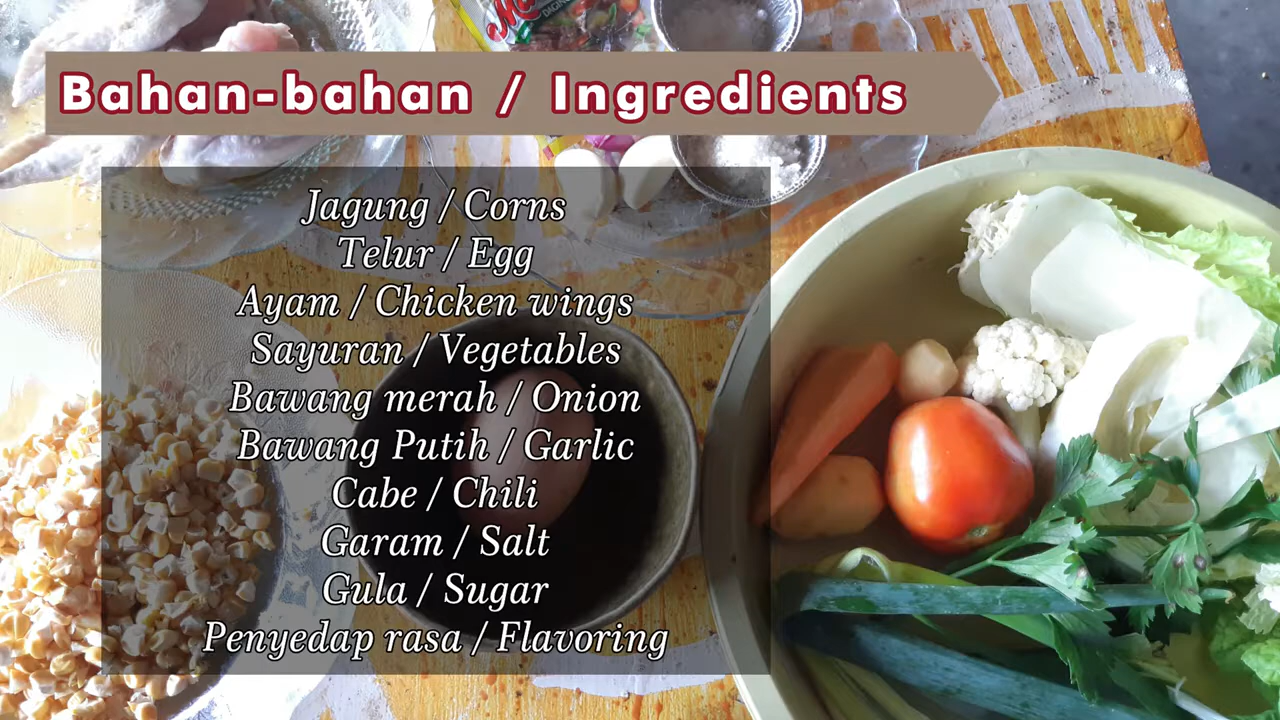 Bahan-bahan / Ingredients
Jagung / Corns
Telur / Egg
Ayam / Chicken wings
Sayuran / Vegetables
Bawang merah / Onion
Bawang Putih / Garlic
Cabe / Chili
Garam / Salt
Gula / Sugar
Penyedap rasa / Flavoring